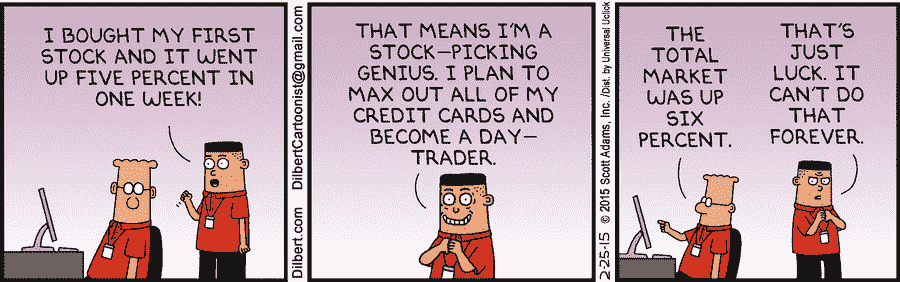 I BOUGHT MY FIRST
STOCK AND IT WENT
UP FIVE PERCENT IN
ONE WEEK!
Dilbert.com DilbertCartoonist@gmail.com
THAT MEANS I'M A
STOCK-PICKING
GENIUS. I PLAN TO
MAX OUT ALL OF MY
CREDIT CARDS AND
BECOME A DAY-
TRADER.
2-25-15 © 2015 Scott Adams, Inc. /Dist. by Universal Uclick
THE
TOTAL
MARKET
WAS UP
SIX
PERCENT.
THAT'S
JUST
LUCK. IT
CAN'T DO
THAT
FOREVER.